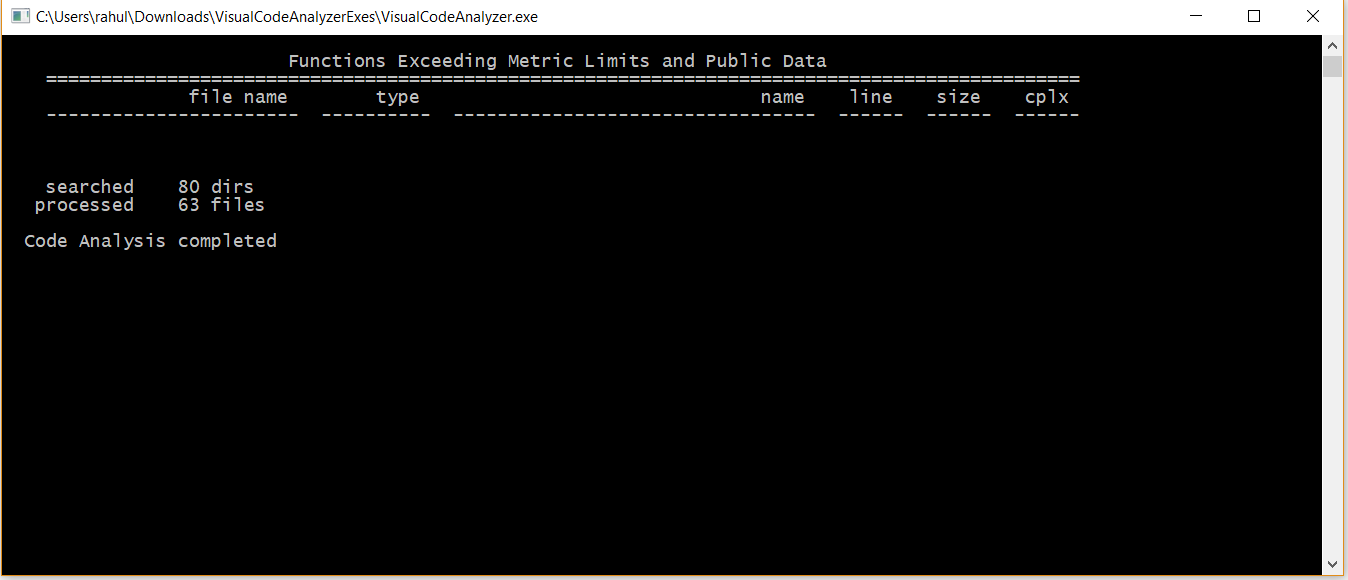 C:\Users\rahul\Downloads\VisualCodeAnalyzerExes\VisualCodeAnalyzer.exe
Functions Exceeding Metric Limits and Public Data
==============================================================================================
file name type name line size cplx
----------------------- ---------- --------------------------------- ------ ------ ------
searched 80 dirs
processed 63 files
Code Analysis completed